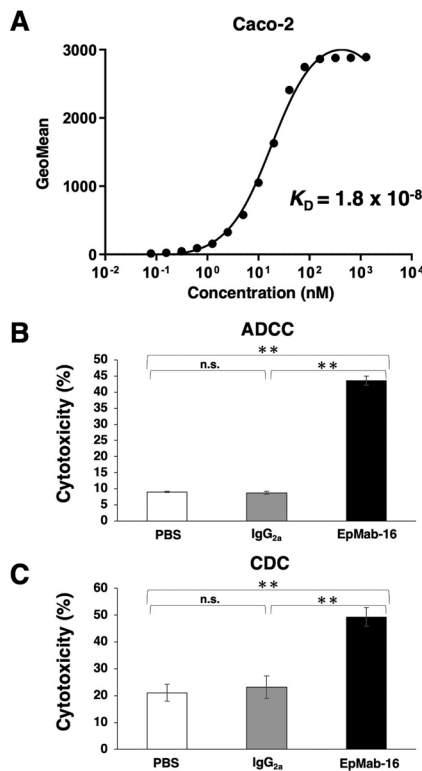 A
Caco-2
3000
2000
1000
0
GeoMean
K_D = 1.8 x 10⁻⁸
10⁻² 10⁻¹ 10⁰ 10¹ 10² 10³ 10⁴
Concentration (nM)
B
ADCC
**
n.s. **
50
45
40
35
30
25
20
15
10
5
0
Cytotoxicity (%)
PBS IgG₂ₐ EpMab-16
C
CDC
**
n.s. **
60
50
40
30
20
10
0
Cytotoxicity (%)
PBS IgG₂ₐ EpMab-16